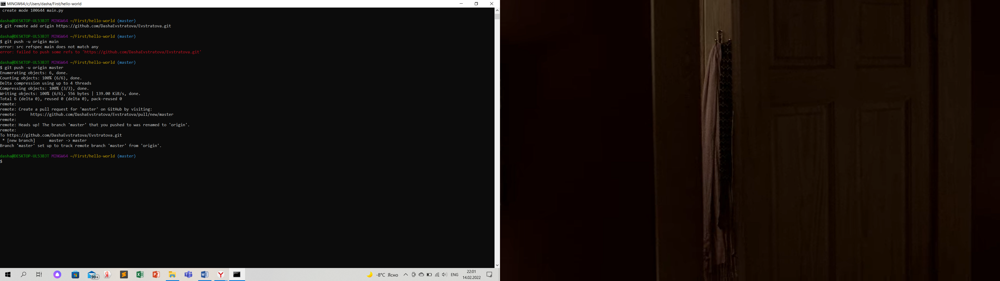 MINGW64:/c/Users/dasha/First/hello-world
create mode 100644 main.py
dasha@DESKTOP-UL53BJT MINGW64 ~/First/hello-world (master)
$ git remote add origin https://github.com/DashaEvstratova/Evstratova.git
dasha@DESKTOP-UL53BJT MINGW64 ~/First/hello-world (master)
$ git push -u origin main
error: src refspec main does not match any
error: failed to push some refs to 'https://github.com/DashaEvstratova/Evstratova.git'
dasha@DESKTOP-UL53BJT MINGW64 ~/First/hello-world (master)
$ git push -u origin master
Enumerating objects: 6, done.
Counting objects: 100% (6/6), done.
Delta compression using up to 4 threads
Compressing objects: 100% (3/3), done.
Writing objects: 100% (6/6), 556 bytes | 139.00 KiB/s, done.
Total 6 (delta 0), reused 0 (delta 0), pack-reused 0
remote:
remote: Create a pull request for 'master' on GitHub by visiting:
remote:      https://github.com/DashaEvstratova/Evstratova/pull/new/master
remote:
remote: Heads up! The branch 'master' that you pushed to was renamed to 'origin'.
remote:
To https://github.com/DashaEvstratova/Evstratova.git
* [new branch]      master -> master
Branch 'master' set up to track remote branch 'master' from 'origin'.
dasha@DESKTOP-UL53BJT MINGW64 ~/First/hello-world (master)
$
99+
-8°C Ясно
ENG
22:01
14.02.2022